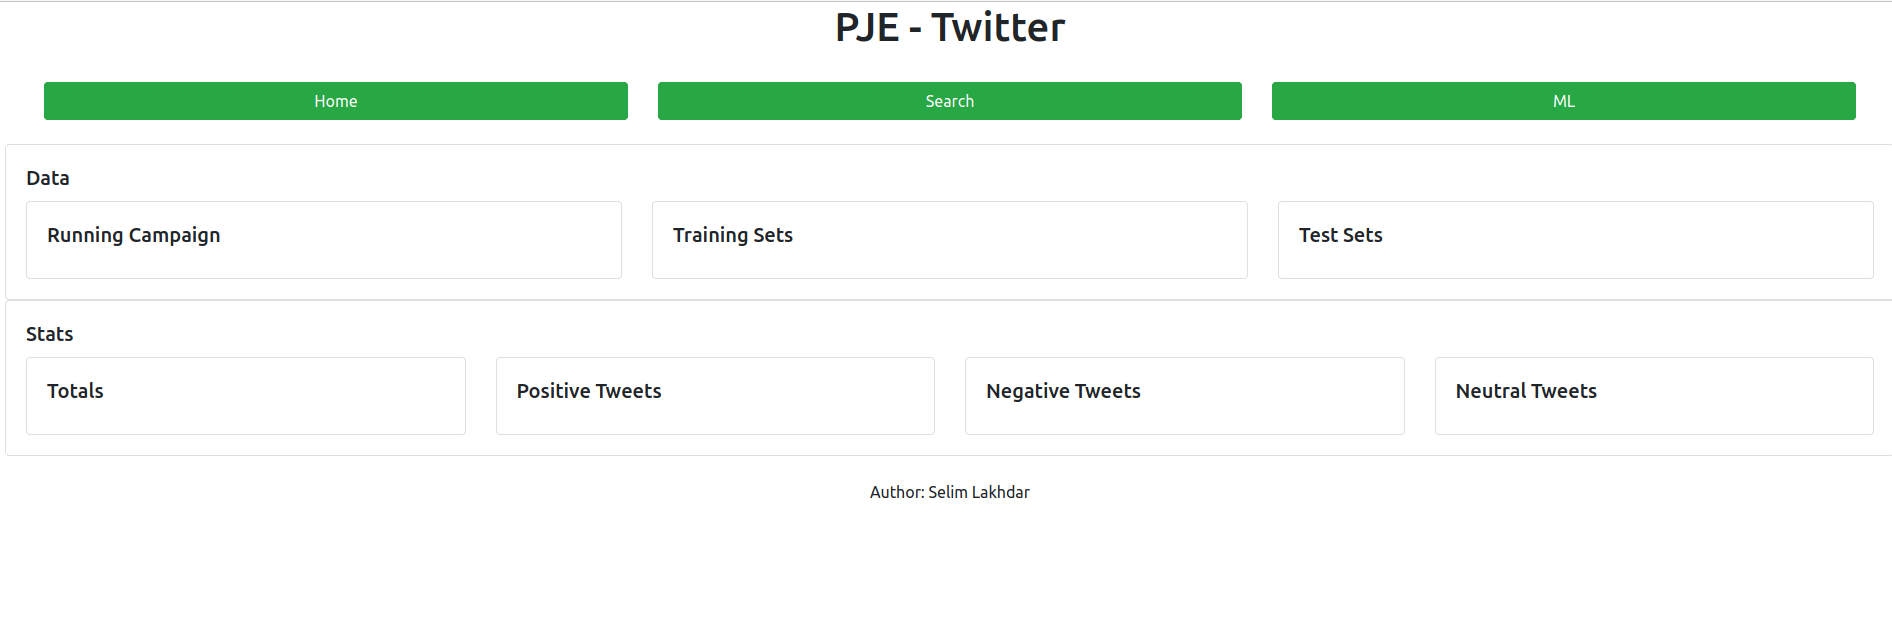 PJE - Twitter
Home Search ML
Data
Running Campaign Training Sets Test Sets
Stats
Totals Positive Tweets Negative Tweets Neutral Tweets
Author: Selim Lakhdar